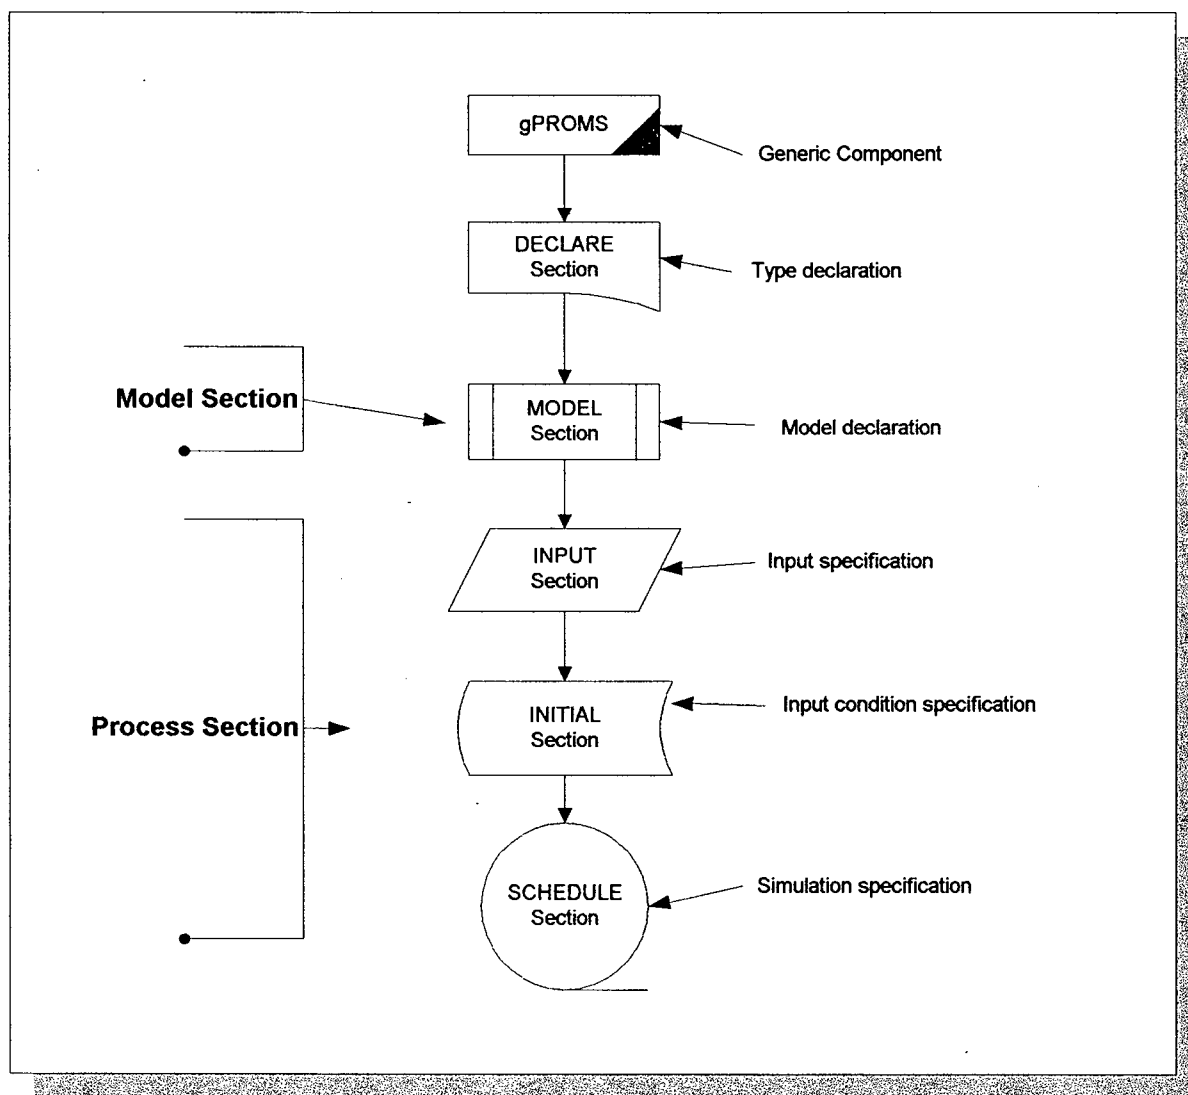 gPROMS
Generic Component
DECLARE
Section
Type declaration
Model Section
MODEL
Section
Model declaration
INPUT
Section
Input specification
Process Section
INITIAL
Section
Input condition specification
SCHEDULE
Section
Simulation specification